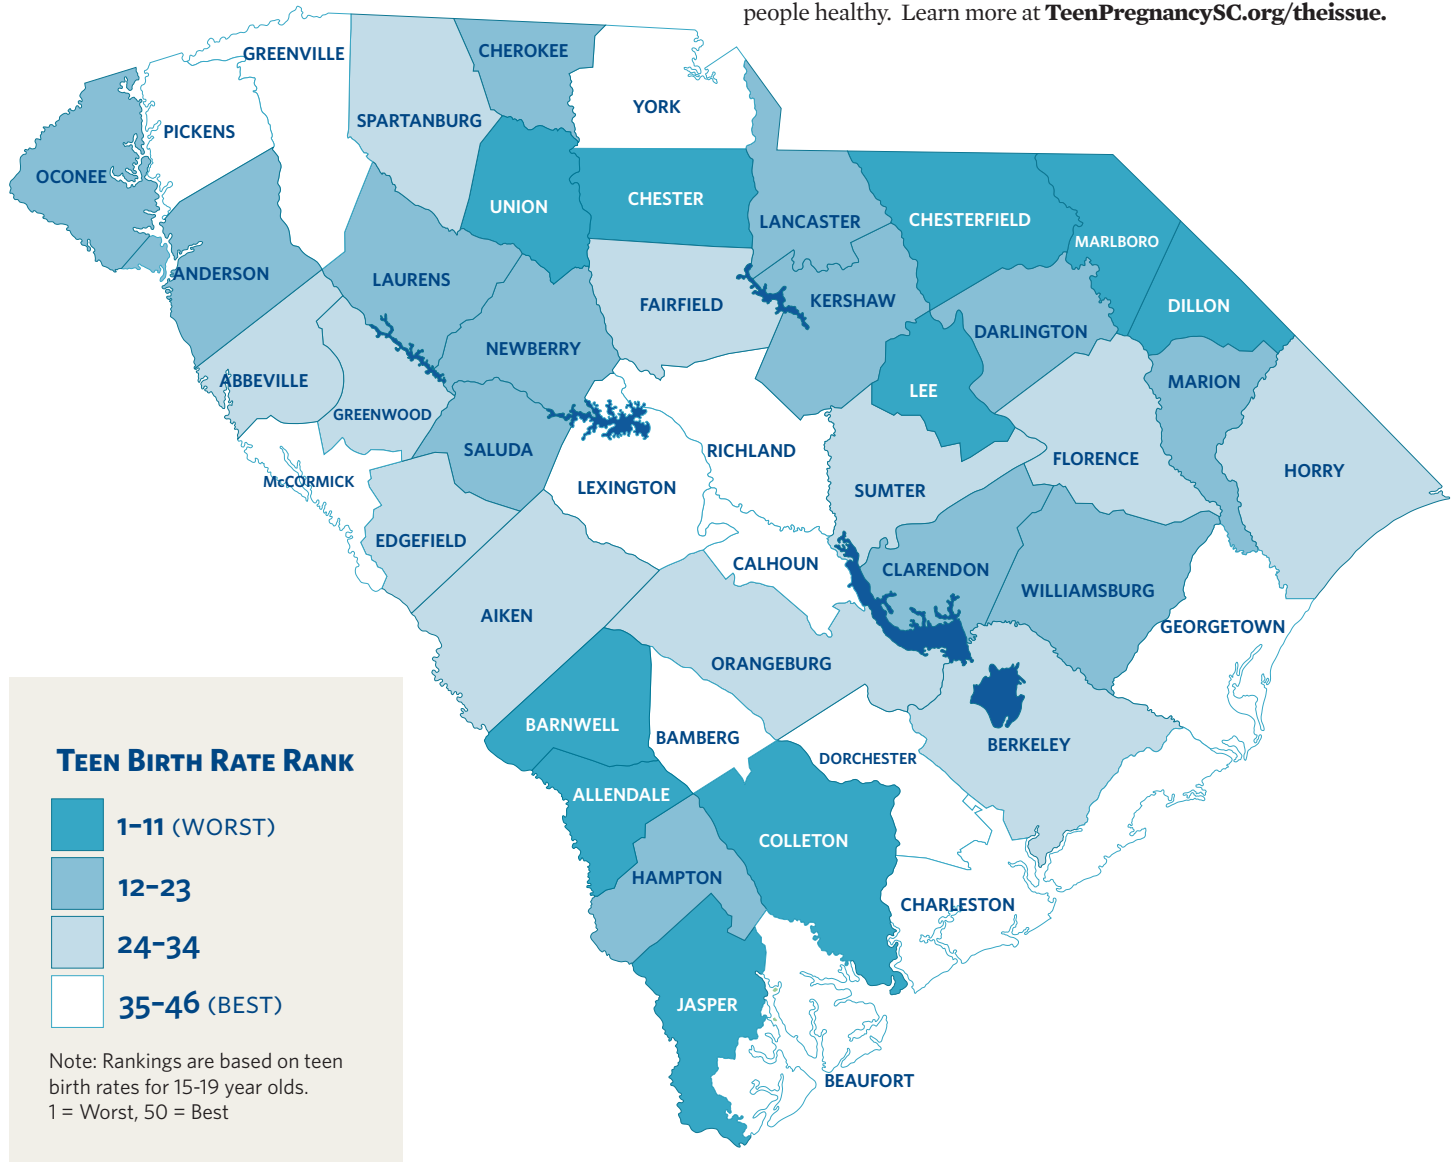 people healthy. Learn more at TeenPregnancySC.org/theissue.
GREENVILLE
CHEROKEE
YORK
SPARTANBURG
PICKENS
OCONEE
UNION
CHESTER
LANCASTER
CHESTERFIELD
MARLBORO
ANDERSON
LAURENS
FAIRFIELD
KERSHAW
DILLON
DARLINGTON
NEWBERRY
ABBEVILLE
MARION
LEE
GREENWOOD
SALUDA
RICHLAND
FLORENCE
HORRY
McCORMICK
LEXINGTON
SUMTER
EDGEFIELD
CALHOUN
CLARENDON
WILLIAMSBURG
AIKEN
GEORGETOWN
ORANGEBURG
BARNWELL
BAMBERG
BERKELEY
DORCHESTER
ALLENDALE
COLLETON
HAMPTON
CHARLESTON
JASPER
BEAUFORT
TEEN BIRTH RATE RANK
1–11 (WORST)
12–23
24–34
35–46 (BEST)
Note: Rankings are based on teen
birth rates for 15-19 year olds.
1 = Worst, 50 = Best